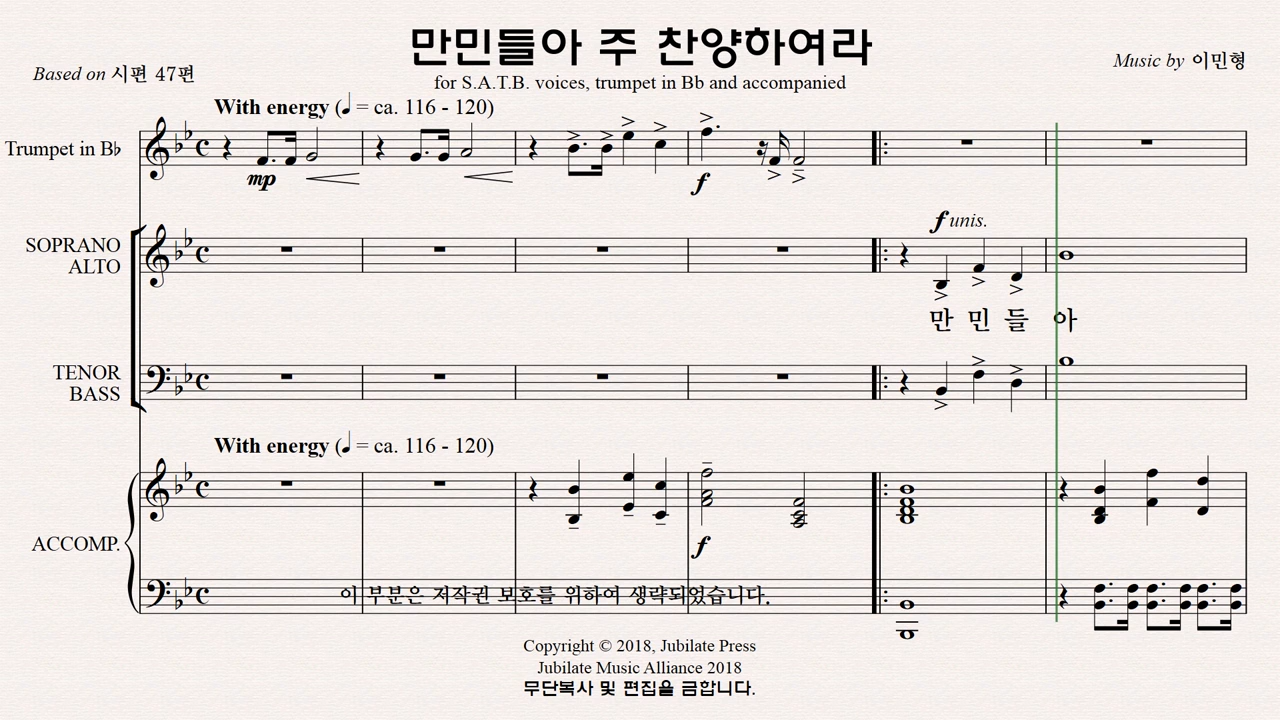 만민들아 주 찬양하여라
Based on 시편 47편
Music by 이민형
for S.A.T.B. voices, trumpet in Bb and accompanied
With energy (♩ = ca. 116 - 120)
Trumpet in B♭
mp
f
f unis.
SOPRANO
ALTO
만 민 들 아
TENOR
BASS
With energy (♩ = ca. 116 - 120)
f
ACCOMP.
이 부분은 저작권 보호를 위하여 생략되었습니다.
Copyright © 2018, Jubilate Press
Jubilate Music Alliance 2018
무단복사 및 편집을 금합니다.